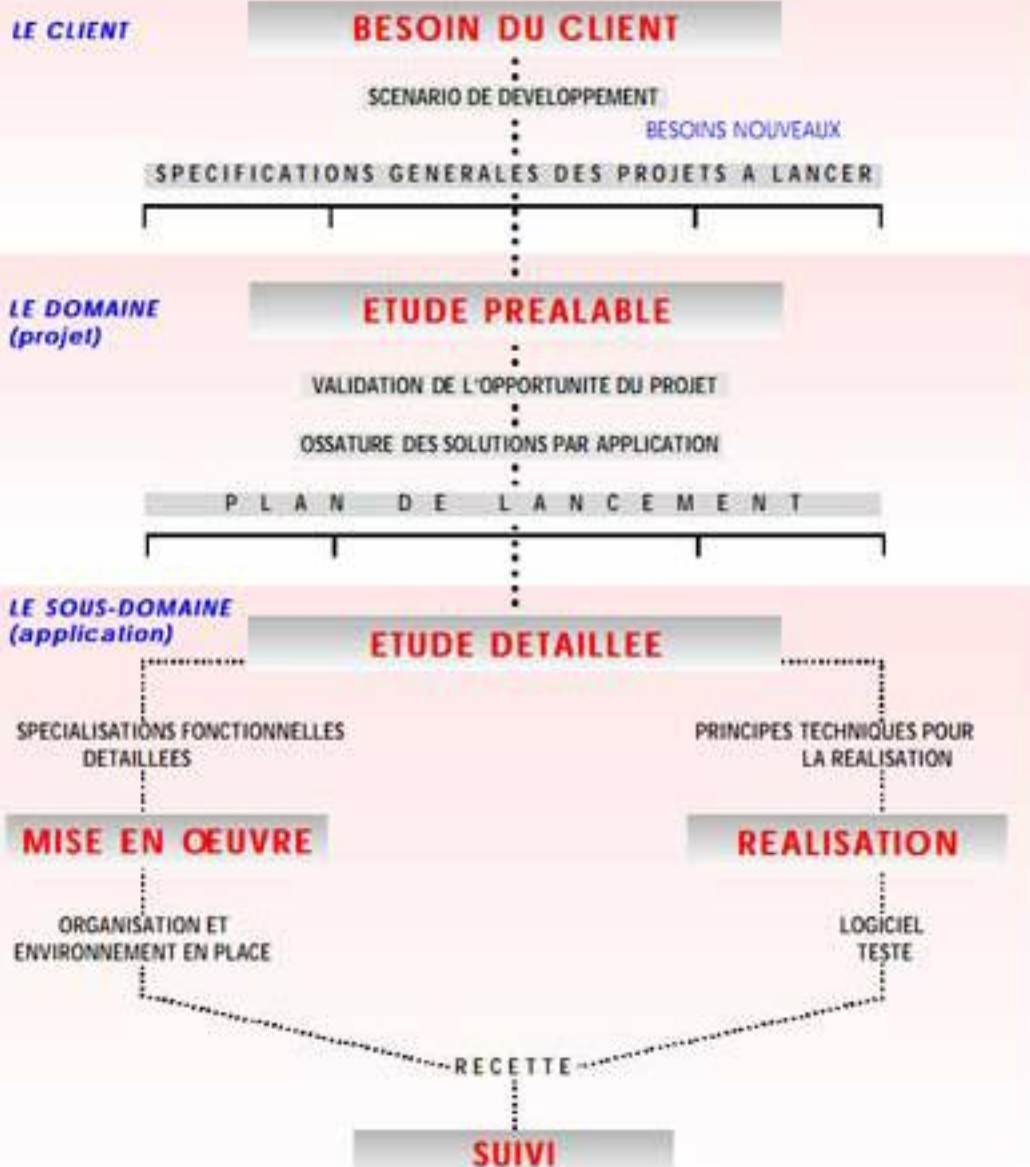 LE CLIENT
BESOIN DU CLIENT
SCENARIO DE DEVELOPPEMENT
BESOINS NOUVEAUX
SPECIFICATIONS GENERALES DES PROJETS A LANCER
LE DOMAINE
(projet)
ETUDE PREALABLE
VALIDATION DE L'OPPORTUNITE DU PROJET
OSSATURE DES SOLUTIONS PAR APPLICATION
PLAN DE LANCEMENT
LE SOUS-DOMAINE
(application)
ETUDE DETAILLEE
SPECIALISATIONS FONCTIONNELLES
DETAILLEES
PRINCIPES TECHNIQUES POUR
LA REALISATION
MISE EN ŒUVRE
REALISATION
ORGANISATION ET
ENVIRONNEMENT EN PLACE
LOGICIEL
TESTE
RECETTE
SUIVI